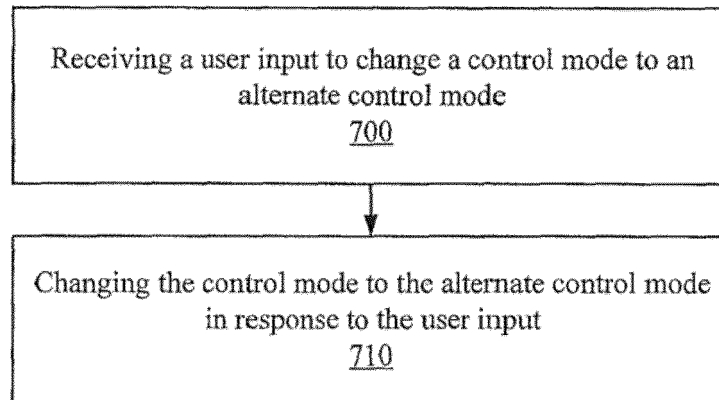 Receiving a user input to change a control mode to an
alternate control mode
700
Changing the control mode to the alternate control mode
in response to the user input
710